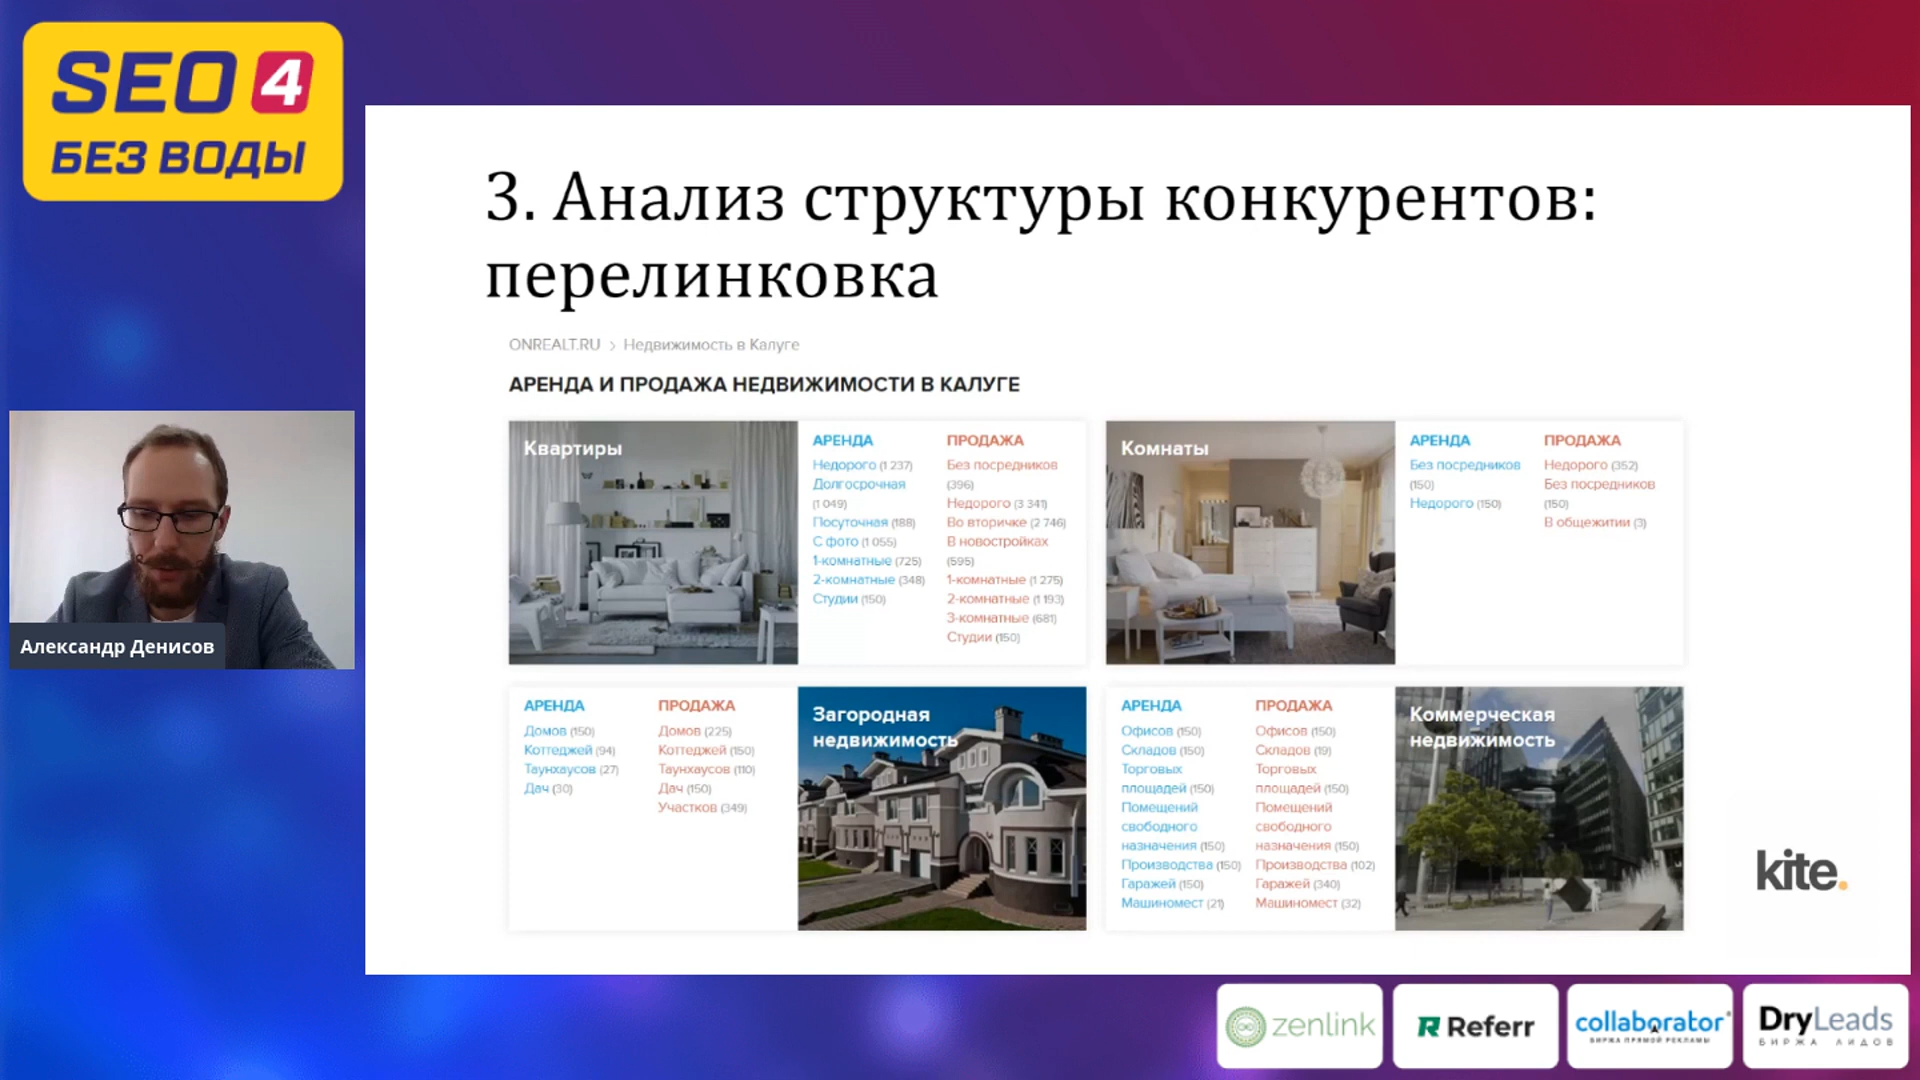 SEO 4
БЕЗ ВОДЫ
Александр Денисов
3. Анализ структуры конкурентов:
перелинковка
ONREALT.RU > Недвижимость в Калуге
АРЕНДА И ПРОДАЖА НЕДВИЖИМОСТИ В КАЛУГЕ
Квартиры
АРЕНДА
Недорого (1 237)
Долгосрочная
(1 049)
Посуточная (188)
С фото (1 055)
1-комнатные (725)
2-комнатные (348)
Студии (150)
ПРОДАЖА
Без посредников
(396)
Недорого (3 341)
Во вторичке (2 746)
В новостройках
(595)
1-комнатные (1 275)
2-комнатные (1 193)
3-комнатные (681)
Студии (150)
Комнаты
АРЕНДА
Без посредников
(150)
Недорого (150)
ПРОДАЖА
Недорого (352)
Без посредников
(150)
В общежитии (3)
АРЕНДА
Домов (150)
Коттеджей (94)
Таунхаусов (27)
Дач (30)
ПРОДАЖА
Домов (225)
Коттеджей (150)
Таунхаусов (110)
Дач (150)
Участков (349)
Загородная
недвижимость
АРЕНДА
Офисов (150)
Складов (150)
Торговых
площадей (150)
Помещений
свободного
назначения (150)
Производства (150)
Гаражей (150)
Машиномест (21)
ПРОДАЖА
Офисов (150)
Складов (19)
Торговых
площадей (150)
Помещений
свободного
назначения (150)
Производства (102)
Гаражей (340)
Машиномест (32)
Коммерческая
недвижимость
kite.
zenlink
Referr
collaborator
БИРЖА ПРЯМОЙ РЕКЛАМЫ
DryLeads
БИРЖА ЛИДОВ